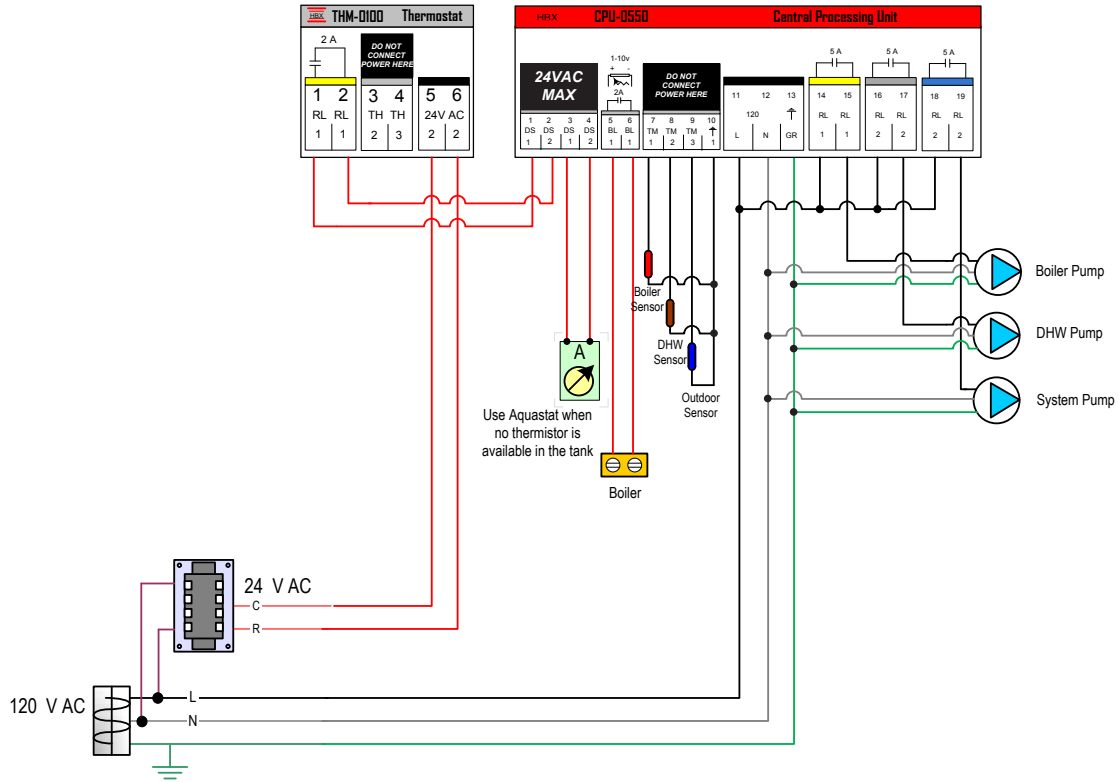 HBX THM-0100 Thermostat
2 A
DO NOT
CONNECT
POWER HERE
1 2 3 4 5 6
RL RL TH TH 24V AC
1 1 2 3 2 2
HBX CPU-0550 Central Processing Unit
24VAC
MAX
1-10v
+ -
2A
DO NOT
CONNECT
POWER HERE
5 A
5 A
5 A
1 2 3 4 5 6 7 8 9 10 11 12 13 14 15 16 17 18 19
DS DS DS DS BL BL TM TM TM 120 RL RL RL RL RL RL
1 2 1 2 1 1 1 2 3 1 L N GR 1 1 2 2 2 2
Boiler
Sensor
DHW
Sensor
Outdoor
Sensor
Boiler Pump
DHW Pump
System Pump
A
Use Aquastat when
no thermistor is
available in the tank
Boiler
24 V AC
C
R
120 V AC
L
N